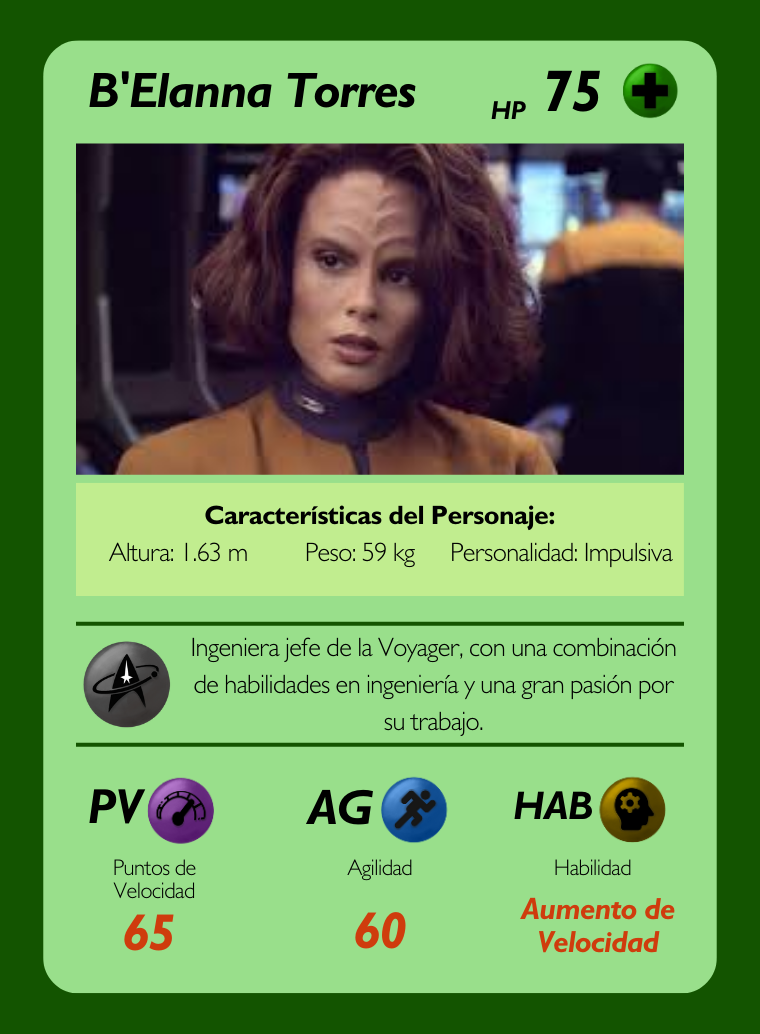 B'Elanna Torres HP 75
Características del Personaje:
Altura: 1.63 m Peso: 59 kg Personalidad: Impulsiva
Ingeniera jefe de la Voyager, con una combinación
de habilidades en ingeniería y una gran pasión por
su trabajo.
PV AG HAB
Puntos de
Velocidad
65
Agilidad
60
Habilidad
Aumento de
Velocidad